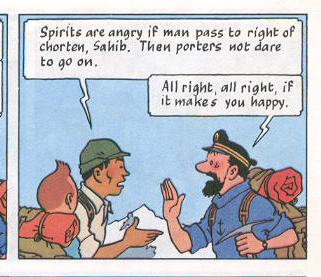 Spirits are angry if man pass to right of
chorten, Sahib. Then porters not dare
to go on.
All right, all right, if
it makes you happy.